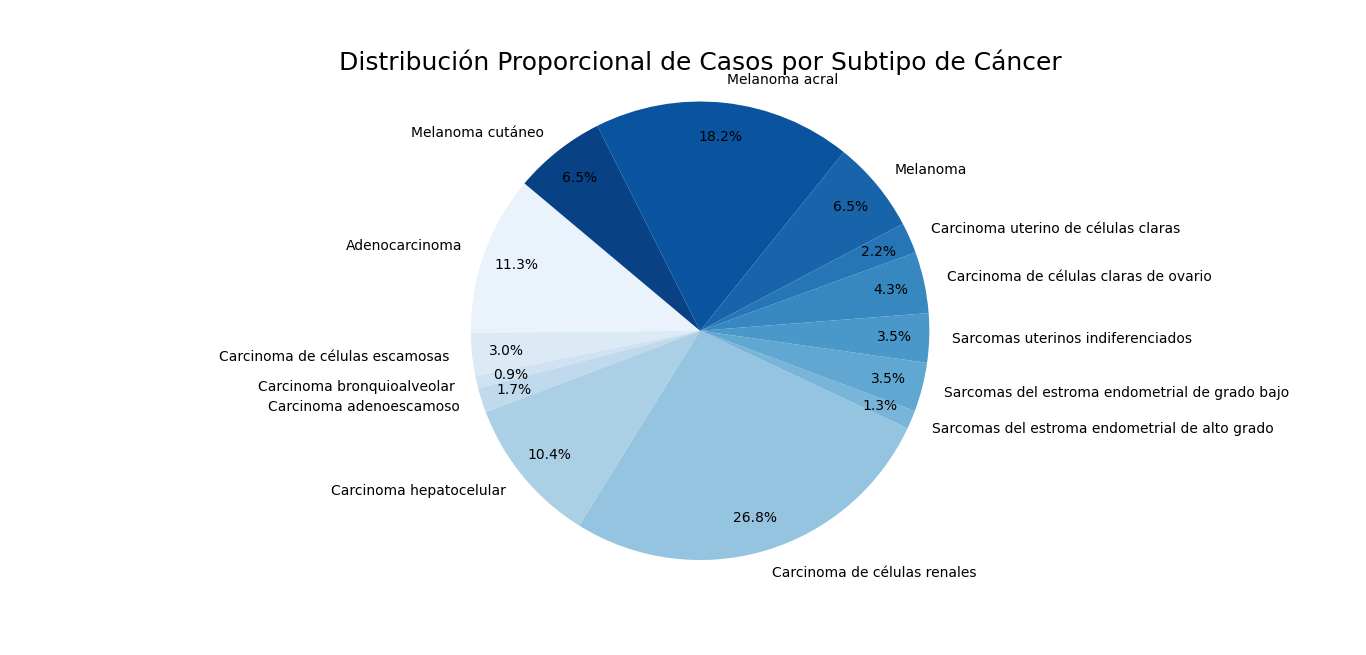 Distribución Proporcional de Casos por Subtipo de Cáncer
Melanoma acral
18.2%
Melanoma cutáneo
6.5%
Melanoma
6.5%
Carcinoma uterino de células claras
2.2%
Adenocarcinoma
11.3%
Carcinoma de células claras de ovario
4.3%
Sarcomas uterinos indiferenciados
3.5%
Carcinoma de células escamosas
3.0%
Carcinoma bronquioalveolar
0.9%
Carcinoma adenoescamoso
1.7%
Sarcomas del estroma endometrial de grado bajo
3.5%
Sarcomas del estroma endometrial de alto grado
1.3%
Carcinoma hepatocelular
10.4%
Carcinoma de células renales
26.8%